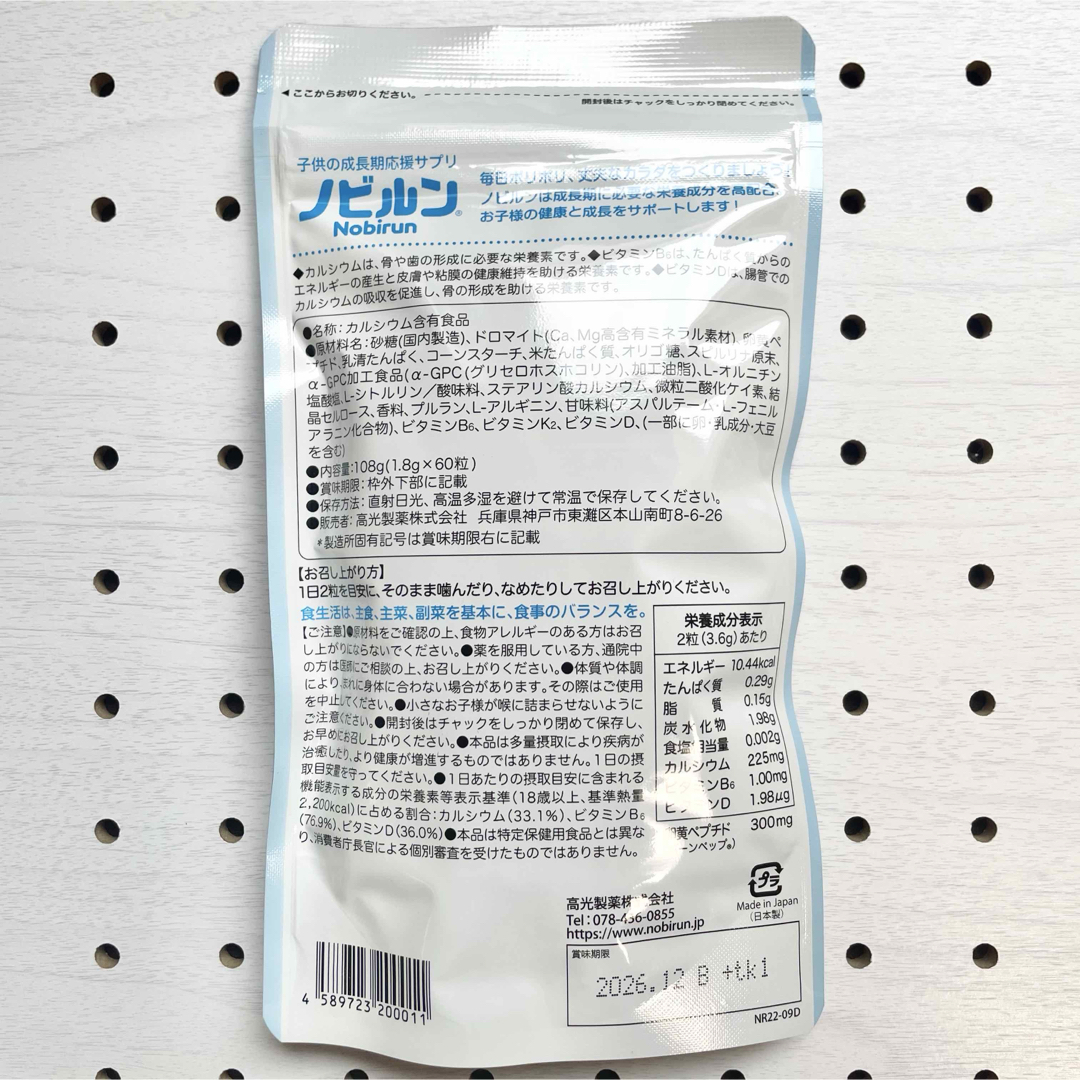 ◀ここからお切りください。
開封後はチャックをしっかり閉めてください。
子供の成長期応援サプリ
ノビルン®
Nobirun
毎日ポリポリ、丈夫なカラダをつくりましょう。
ノビルンは成長期に必要な栄養成分を高配合。
お子様の健康と成長をサポートします!
◆カルシウムは、骨や歯の形成に必要な栄養素です。◆ビタミンB₆は、たんぱく質からの
エネルギーの産生と皮膚や粘膜の健康維持を助ける栄養素です。◆ビタミンDは、腸管での
カルシウムの吸収を促進し、骨の形成を助ける栄養素です。
●名称:カルシウム含有食品
●原材料名:砂糖(国内製造)、ドロマイト(Ca、Mg高含有ミネラル素材)、卵黄ペ
プチド、乳清たんぱく、コーンスターチ、米たんぱく質、オリゴ糖、スピルリナ原末、
α-GPC加工食品(α-GPC(グリセロホスホコリン)、加工油脂)、L-オルニチン
塩酸塩、L-シトルリン/酸味料、ステアリン酸カルシウム、微粒二酸化ケイ素、結
晶セルロース、香料、プルラン、L-アルギニン、甘味料(アスパルテーム・L-フェニル
アラニン化合物)、ビタミンB₆、ビタミンK₂、ビタミンD、(一部に卵・乳成分・大豆
を含む)
●内容量:108g(1.8g×60粒)
●賞味期限:枠外下部に記載
●保存方法:直射日光、高温多湿を避けて常温で保存してください。
●販売者:高光製薬株式会社 兵庫県神戸市東灘区本山南町8-6-26
*製造所固有記号は賞味期限右に記載
【お召し上がり方】
1日2粒を目安に、そのまま噛んだり、なめたりしてお召し上がりください。
食生活は、主食、主菜、副菜を基本に、食事のバランスを。
【ご注意】●原材料をご確認の上、食物アレルギーのある方はお召
し上がりにならないでください。●薬を服用している方、通院中
の方は医師にご相談の上、お召し上がりください。●体質や体調
により、まれに身体に合わない場合があります。その際はご使用
を中止してください。●小さなお子様が喉に詰まらせないように
ご注意ください。●開封後はチャックをしっかり閉めて保存し、
お早めにお召し上がりください。●本品は多量摂取により疾病が
治癒したり、より健康が増進するものではありません。1日の摂
取目安量を守ってください。●1日あたりの摂取目安に含まれる
機能表示する成分の栄養素等表示基準(18歳以上、基準熱量
2,200kcal)に占める割合:カルシウム(33.1%)、ビタミンB₆
(76.9%)、ビタミンD(36.0%)●本品は特定保健用食品とは異な
り、消費者庁長官による個別審査を受けたものではありません。
栄養成分表示
2粒(3.6g)あたり
エネルギー 10.44kcal
たんぱく質 0.29g
脂質 0.15g
炭水化物 1.98g
食塩相当量 0.002g
カルシウム 225mg
ビタミンB₆ 1.00mg
ビタミンD 1.98μg
卵黄ペプチド 300mg
ーンペップ®)
プラ
Made in Japan
(日本製)
高光製薬株式会社
Tel:078-436-0855
https://www.nobirun.jp
賞味期限
2026.12 B +tk1
NR22-09D
4 589723 200011